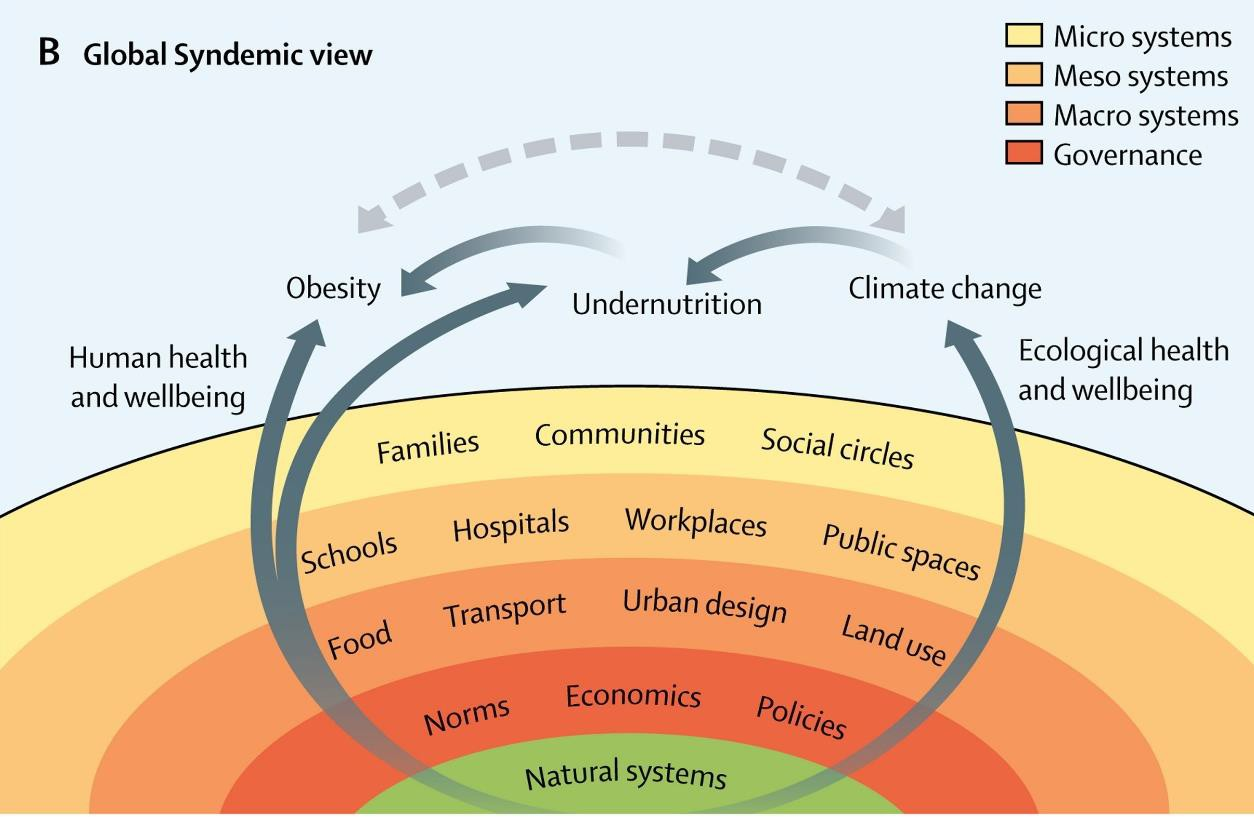 B Global Syndemic view
Micro systems
Meso systems
Macro systems
Governance
Obesity
Undernutrition
Climate change
Human health
and wellbeing
Ecological health
and wellbeing
Families Communities Social circles
Schools Hospitals Workplaces Public spaces
Food Transport Urban design Land use
Norms Economics Policies
Natural systems